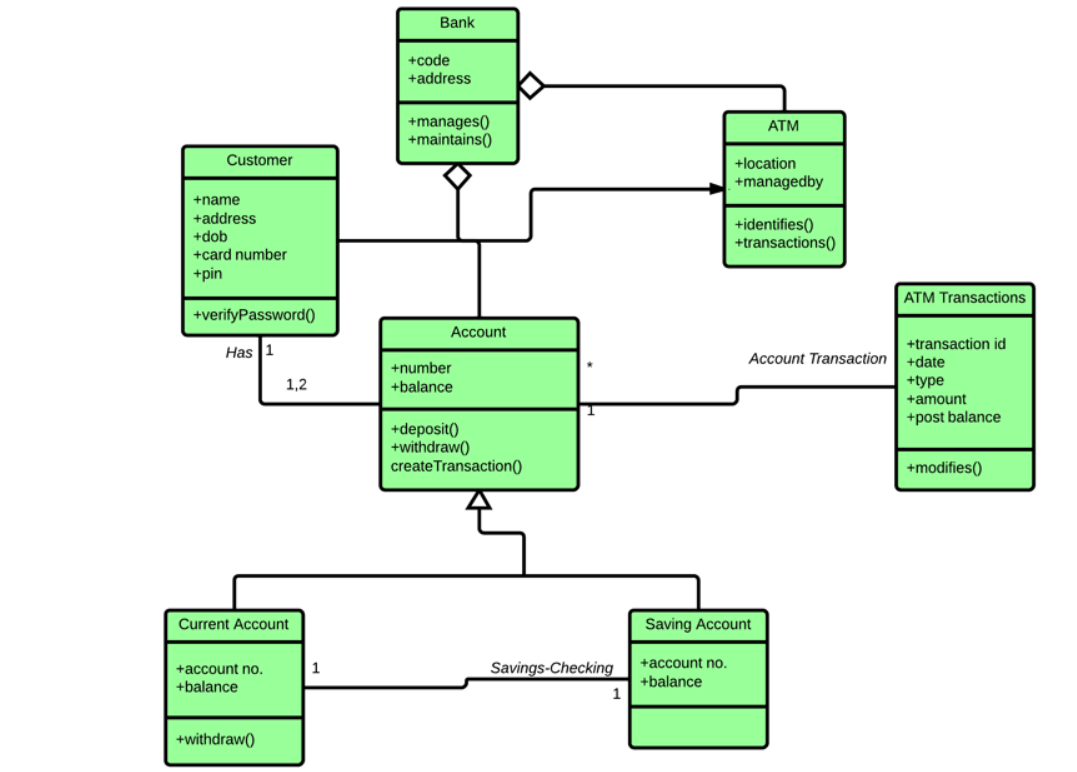 Bank
+code
+address
+manages()
+maintains()
ATM
+location
+managedby
+identifies()
+transactions()
Customer
+name
+address
+dob
+card number
+pin
+verifyPassword()
Has
1
1,2
Account
+number
+balance
+deposit()
+withdraw()
createTransaction()
*
1
Account Transaction
ATM Transactions
+transaction id
+date
+type
+amount
+post balance
+modifies()
Current Account
+account no.
+balance
+withdraw()
1
Savings-Checking
1
Saving Account
+account no.
+balance